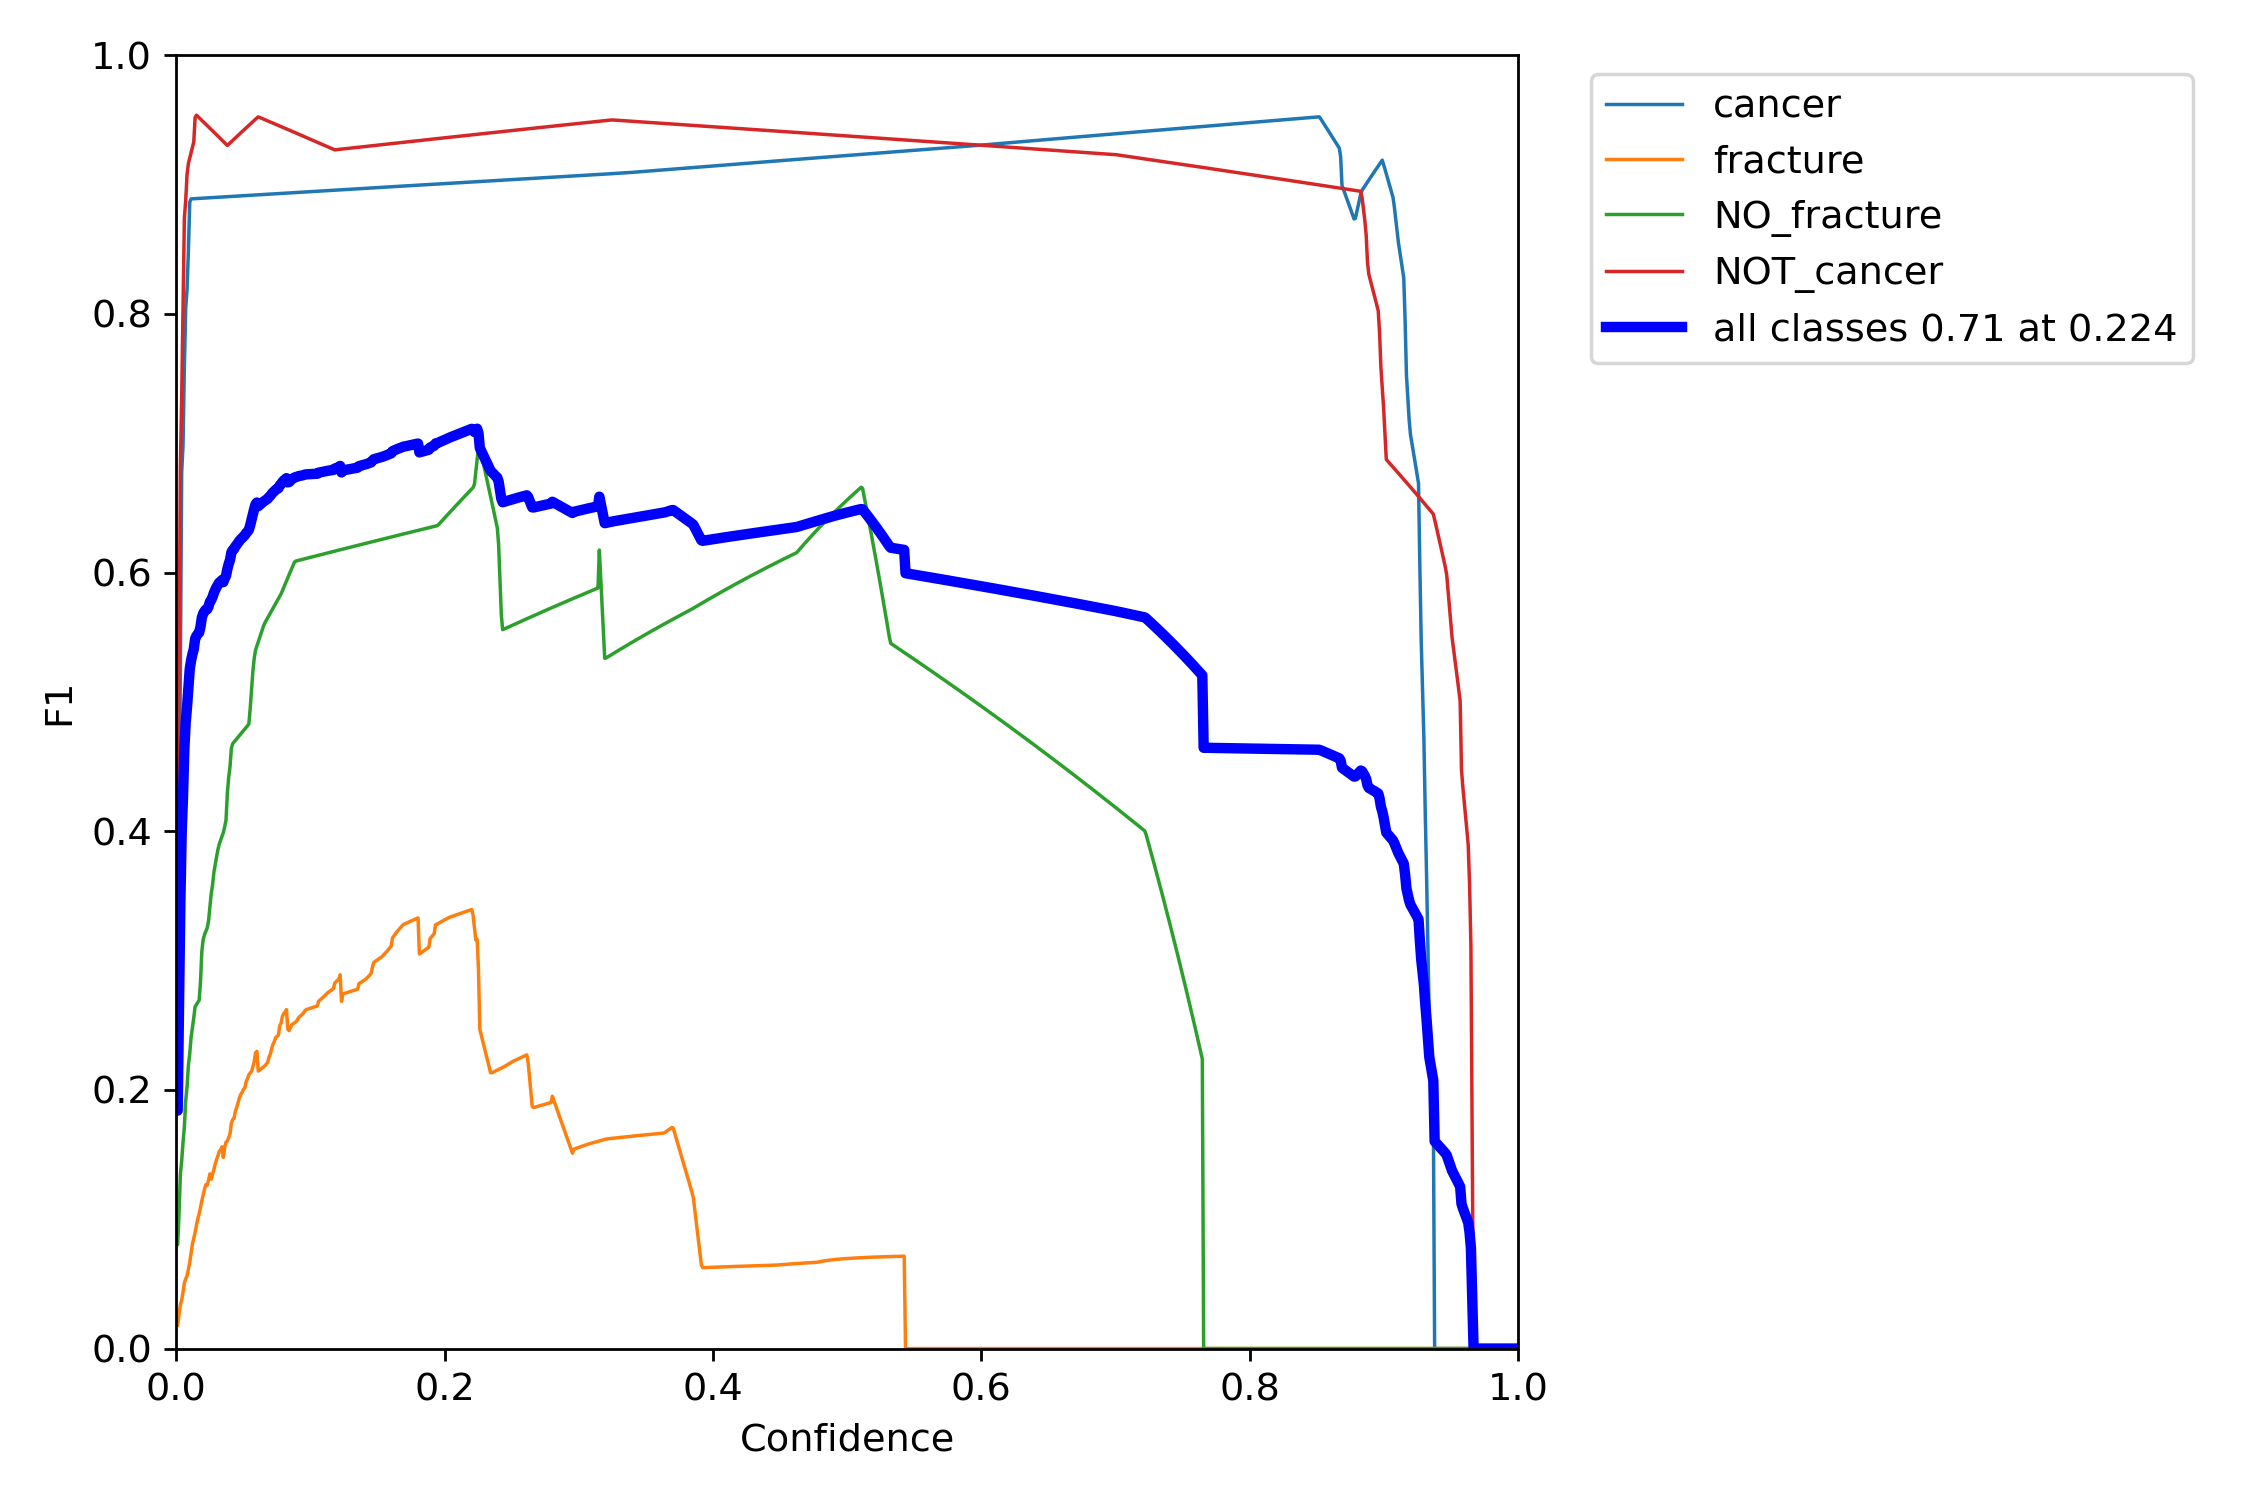 1.0
0.8
0.6
0.4
0.2
0.0
F1
0.0 0.2 0.4 0.6 0.8 1.0
Confidence
cancer
fracture
NO_fracture
NOT_cancer
all classes 0.71 at 0.224